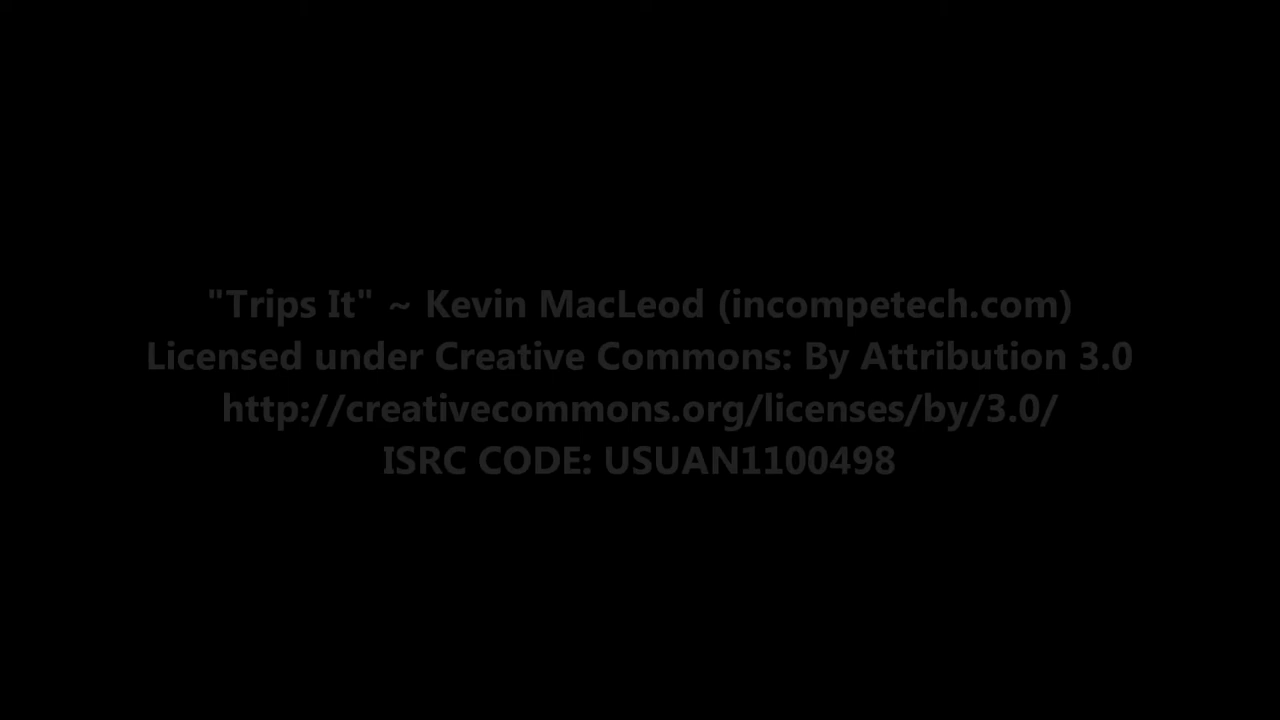 "Trips It" ~ Kevin MacLeod (incompetech.com)
Licensed under Creative Commons: By Attribution 3.0
http://creativecommons.org/licenses/by/3.0/
ISRC CODE: USUAN1100498